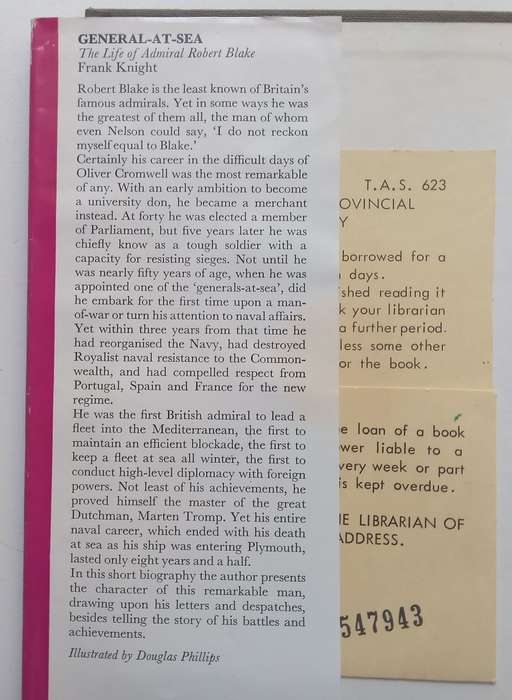 GENERAL-AT-SEA
The Life of Admiral Robert Blake
Frank Knight
Robert Blake is the least known of Britain's
famous admirals. Yet in some ways he was
the greatest of them all, the man of whom
even Nelson could say, 'I do not reckon
myself equal to Blake.'
Certainly his career in the difficult days of
Oliver Cromwell was the most remarkable
of any. With an early ambition to become
a university don, he became a merchant
instead. At forty he was elected a member
of Parliament, but five years later he was
chiefly know as a tough soldier with a
capacity for resisting sieges. Not until he
was nearly fifty years of age, when he was
appointed one of the 'generals-at-sea', did
he embark for the first time upon a man-
of-war or turn his attention to naval affairs.
Yet within three years from that time he
had reorganised the Navy, had destroyed
Royalist naval resistance to the Common-
wealth, and had compelled respect from
Portugal, Spain and France for the new
regime.
He was the first British admiral to lead a
fleet into the Mediterranean, the first to
maintain an efficient blockade, the first to
keep a fleet at sea all winter, the first to
conduct high-level diplomacy with foreign
powers. Not least of his achievements, he
proved himself the master of the great
Dutchman, Marten Tromp. Yet his entire
naval career, which ended with his death
at sea as his ship was entering Plymouth,
lasted only eight years and a half.
In this short biography the author presents
the character of this remarkable man,
drawing upon his letters and despatches,
besides telling the story of his battles and
achievements.
Illustrated by Douglas Phillips
T.A.S. 623
OVINCIAL
Y
borrowed for a
days.
shed reading it
k your librarian
a further period.
less some other
or the book.
e loan of a book
wer liable to a
very week or part
is kept overdue.
HE LIBRARIAN OF
ADDRESS.
547943